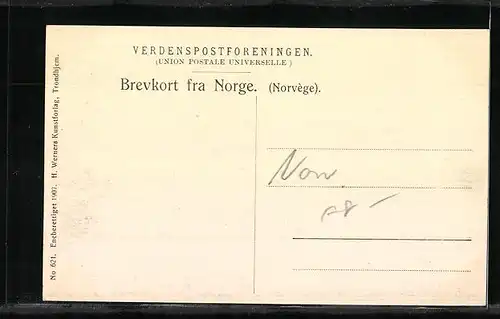 VERDENSPOSTFORENINGEN.
(UNION POSTALE UNIVERSELLE)
Brevkort fra Norge. (Norvège).
No 621. Eneberettiget 1907. H. Werners Kunstforlag, Trondhjem.